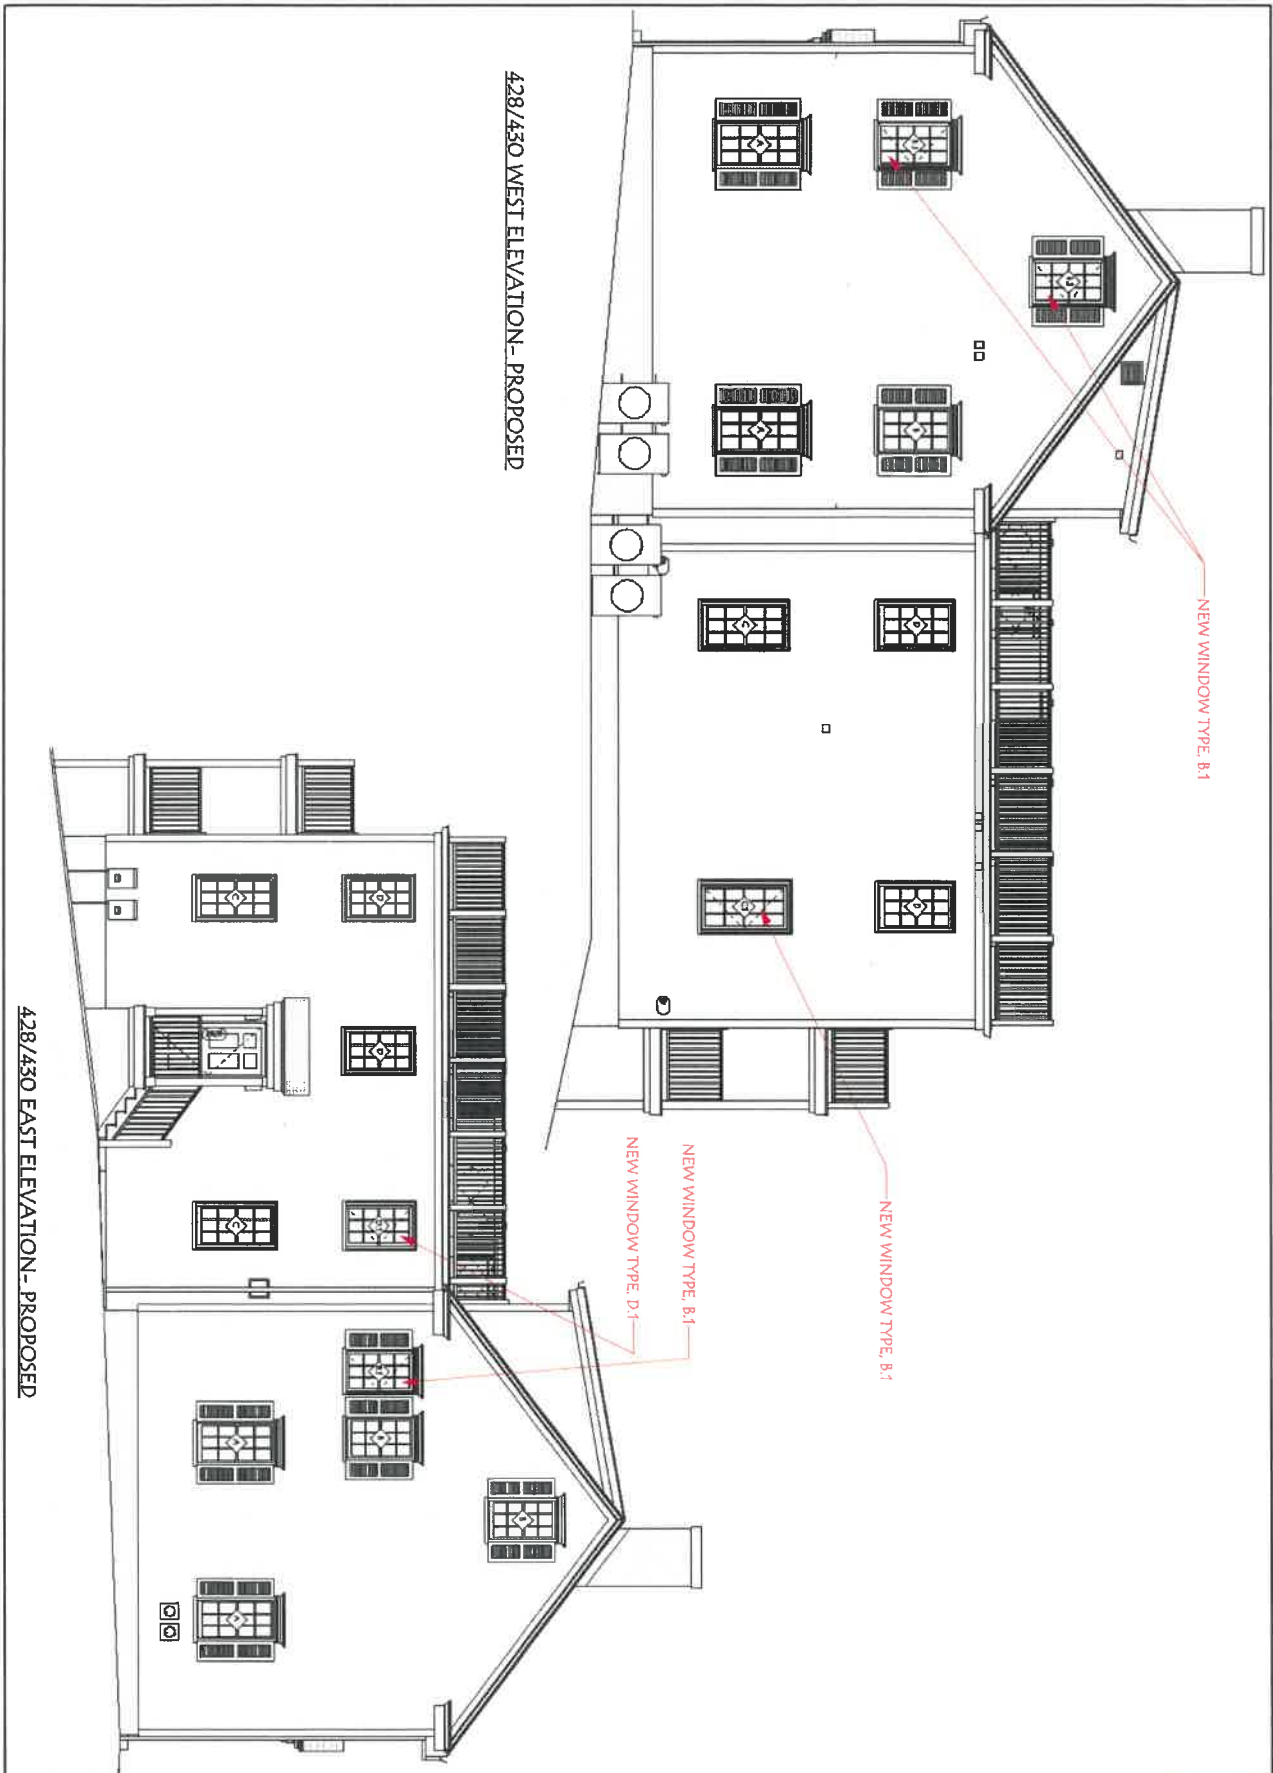 NEW WINDOW TYPE, B.1
NEW WINDOW TYPE, B.1
428/430 WEST ELEVATION- PROPOSED
NEW WINDOW TYPE, B.1
NEW WINDOW TYPE, D.1
428/430 EAST ELEVATION- PROPOSED
A
A
B
C
D
D
D
D
C
C
B
B
A
A